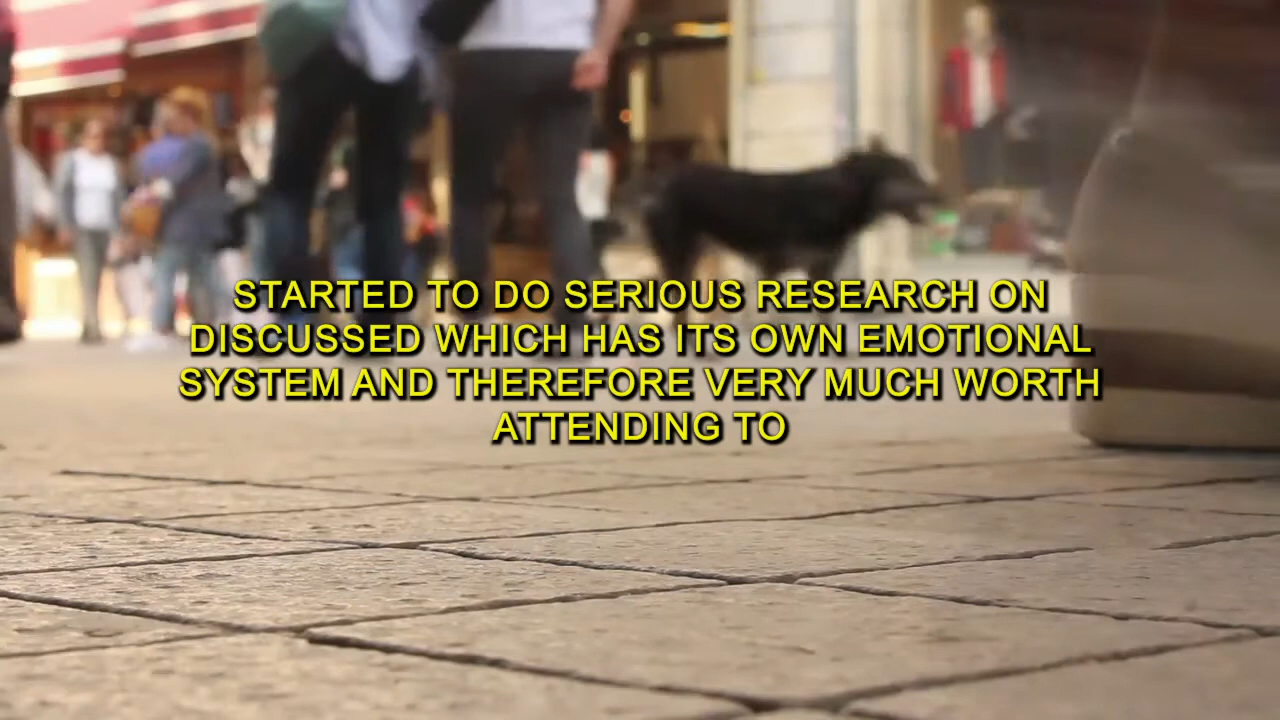 STARTED TO DO SERIOUS RESEARCH ON
DISCUSSED WHICH HAS ITS OWN EMOTIONAL
SYSTEM AND THEREFORE VERY MUCH WORTH
ATTENDING TO